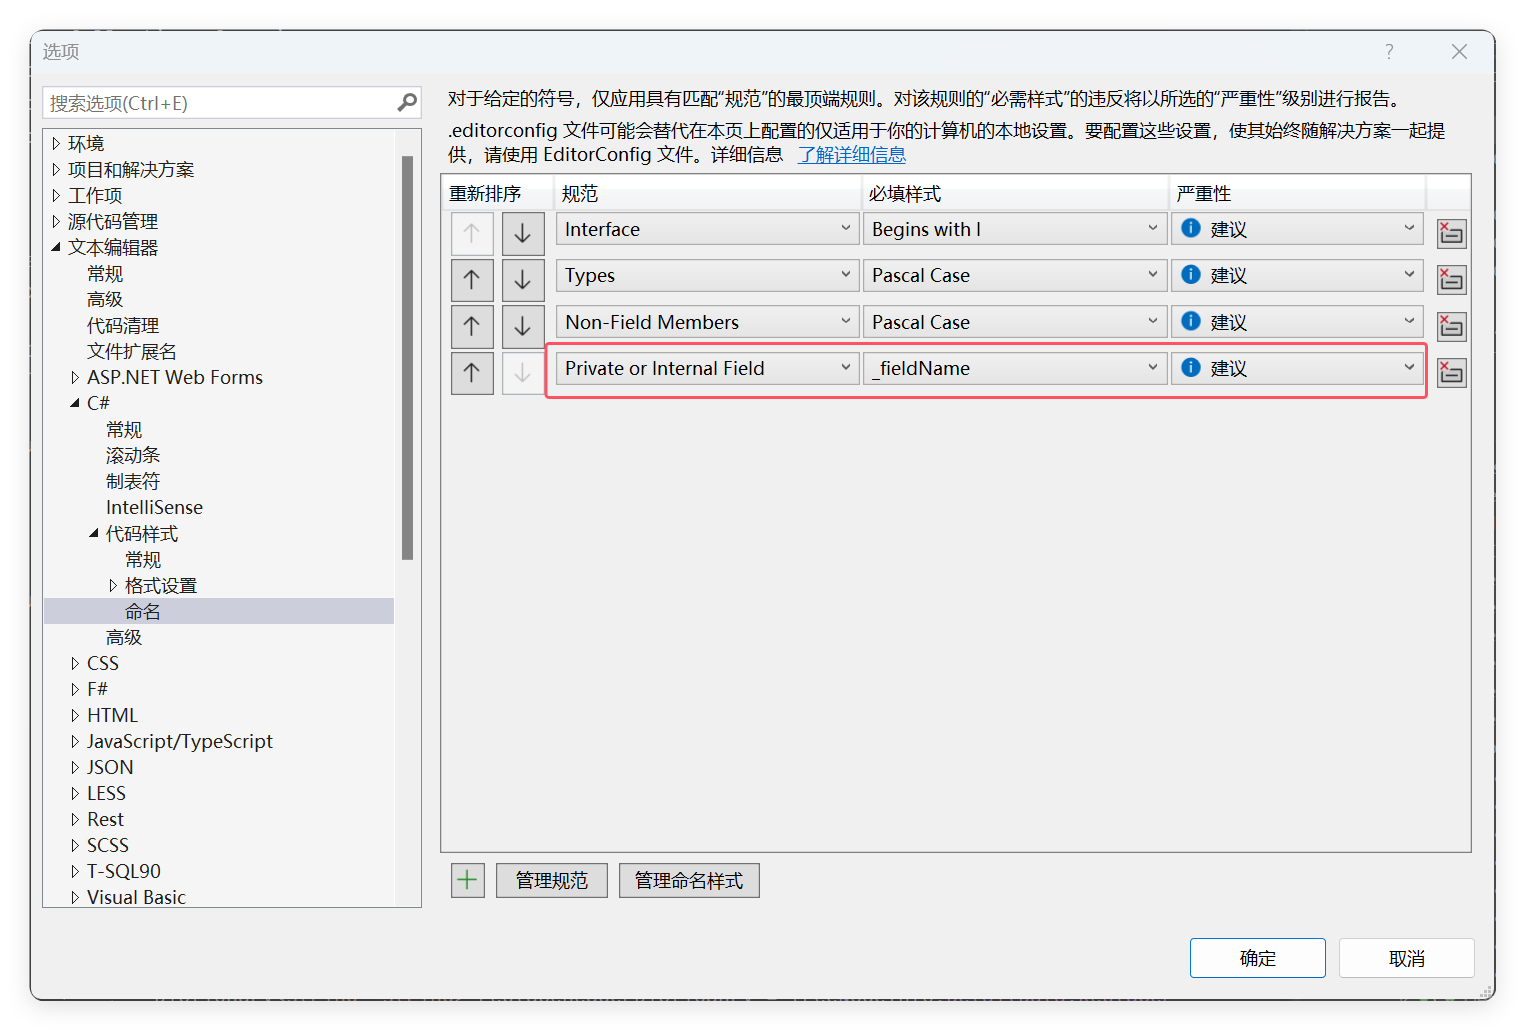 选项
?
搜索选项(Ctrl+E)
环境
项目和解决方案
工作项
源代码管理
文本编辑器
常规
高级
代码清理
文件扩展名
ASP.NET Web Forms
C#
常规
滚动条
制表符
IntelliSense
代码样式
常规
格式设置
命名
高级
CSS
F#
HTML
JavaScript/TypeScript
JSON
LESS
Rest
SCSS
T-SQL90
Visual Basic
对于给定的符号，仅应用具有匹配“规范”的最顶端规则。对该规则的“必需样式”的违反将以所选的“严重性”级别进行报告。
.editorconfig 文件可能会替代在本页上配置的仅适用于你的计算机的本地设置。要配置这些设置，使其始终随解决方案一起提
供，请使用 EditorConfig 文件。详细信息 了解详细信息
重新排序 规范 必填样式 严重性
Interface Begins with I 建议
Types Pascal Case 建议
Non-Field Members Pascal Case 建议
Private or Internal Field _fieldName 建议
管理规范 管理命名样式
确定 取消